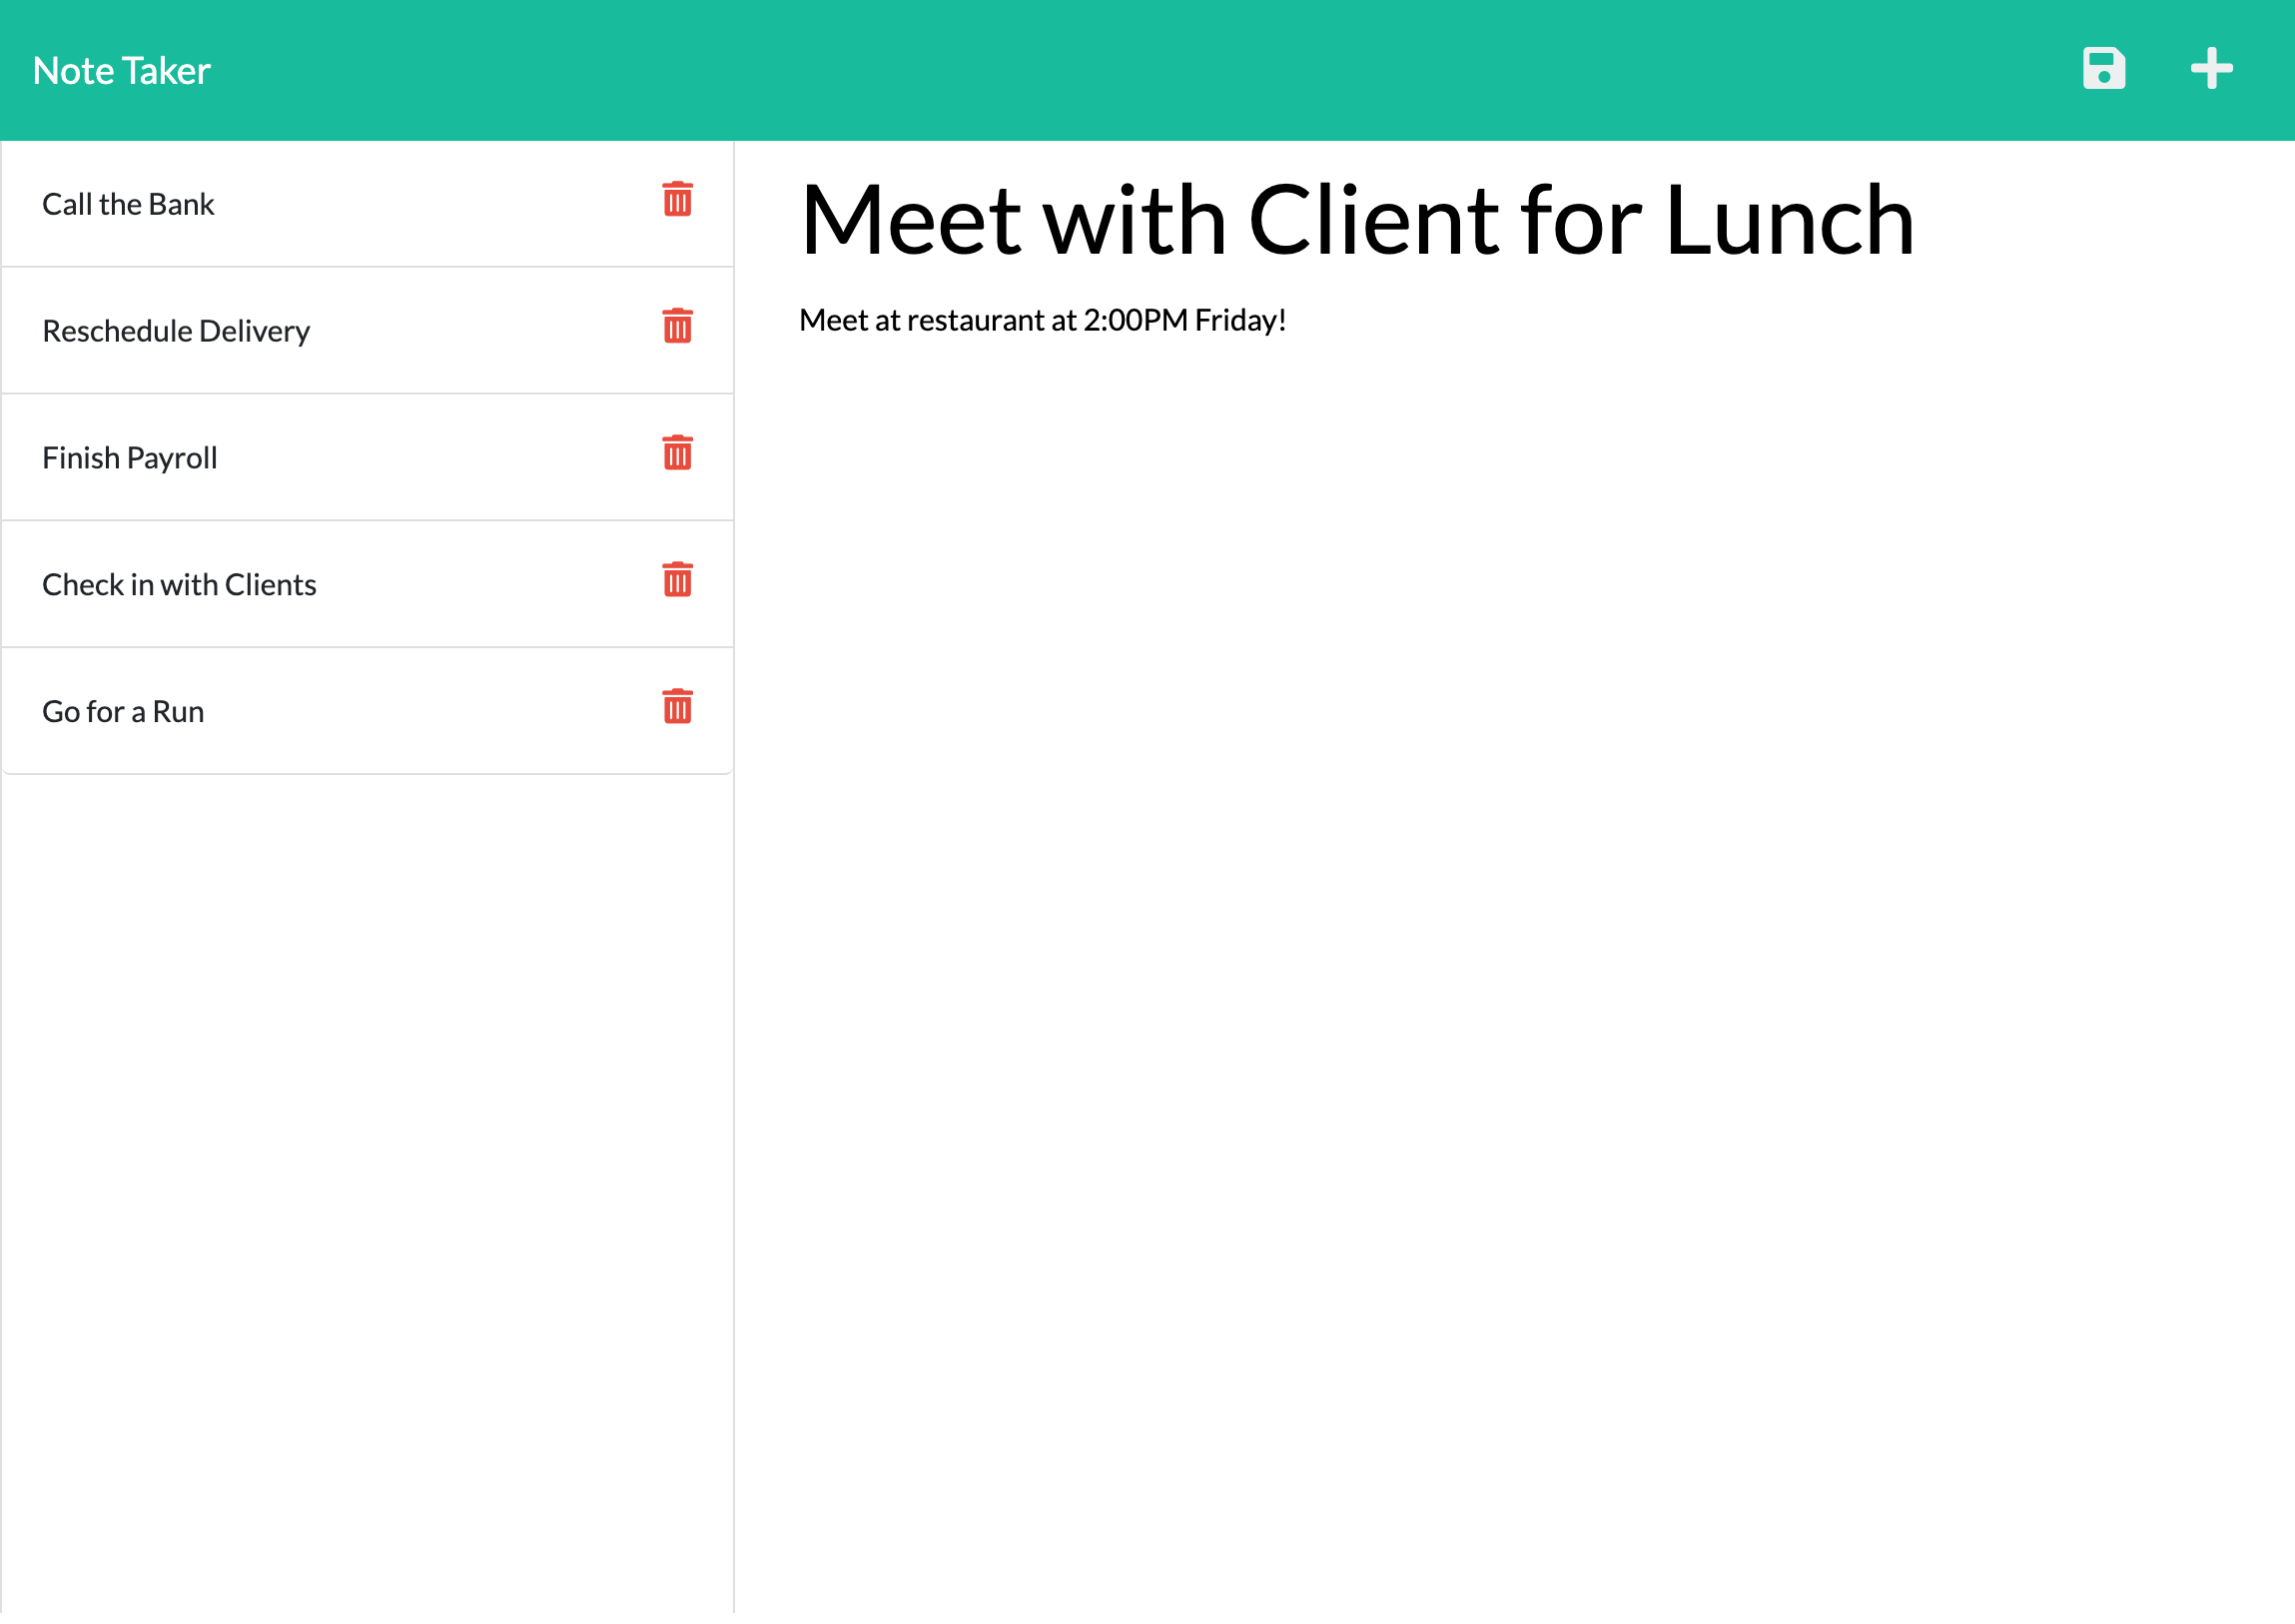 Note Taker
Call the Bank
Reschedule Delivery
Finish Payroll
Check in with Clients
Go for a Run
Meet with Client for Lunch
Meet at restaurant at 2:00PM Friday!